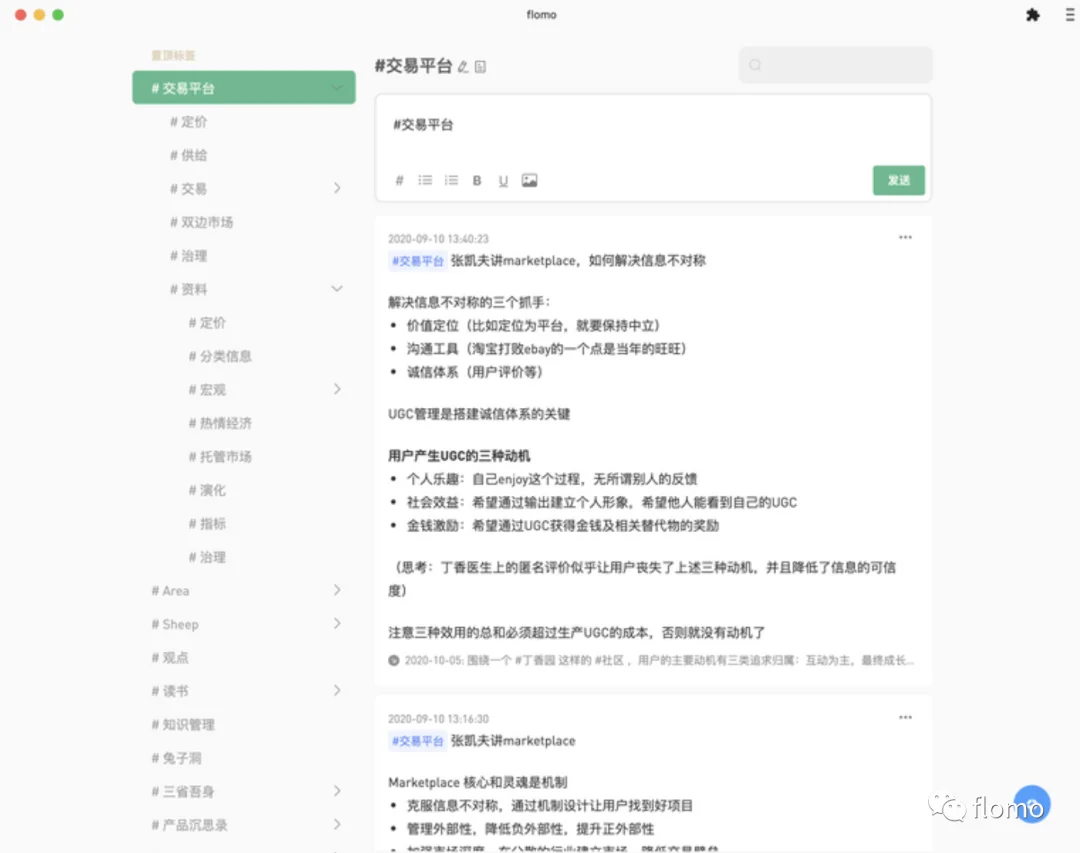 flomo
置顶标签
# 交易平台
# 定价
# 供给
# 交易
# 双边市场
# 治理
# 资料
# 定价
# 分类信息
# 宏观
# 热情经济
# 托管市场
# 演化
# 指标
# 治理
# Area
# Sheep
# 观点
# 读书
# 知识管理
# 兔子洞
# 三省吾身
# 产品沉思录
#交易平台
#交易平台
# B U
发送
2020-09-10 13:40:23
#交易平台 张凯夫讲marketplace，如何解决信息不对称
解决信息不对称的三个抓手：
• 价值定位（比如定位为平台，就要保持中立）
• 沟通工具（淘宝打败ebay的一个点是当年的旺旺）
• 诚信体系（用户评价等）
UGC管理是搭建诚信体系的关键
用户产生UGC的三种动机
• 个人乐趣：自己enjoy这个过程，无所谓别人的反馈
• 社会效益：希望通过输出建立个人形象，希望他人能看到自己的UGC
• 金钱激励：希望通过UGC获得金钱及相关替代物的奖励
（思考：丁香医生上的匿名评价似乎让用户丧失了上述三种动机，并且降低了信息的可信
度）
注意三种效用的总和必须超过生产UGC的成本，否则就没有动机了
2020-10-05: 围绕一个 #丁香园 这样的 #社区 ，用户的主要动机有三类追求归属：互动为主，最终成长...
2020-09-10 13:16:30
#交易平台 张凯夫讲marketplace
Marketplace 核心和灵魂是机制
• 克服信息不对称，通过机制设计让用户找到好项目
• 管理外部性，降低负外部性，提升正外部性
• 加强市场深度，在分散的行业建立市场，降低交易壁垒
flomo